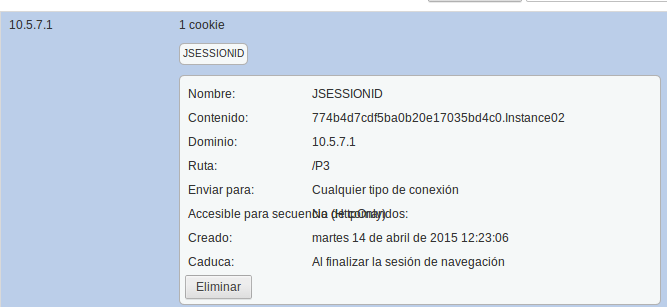 10.5.7.1 1 cookie
JSESSIONID
Nombre: JSESSIONID
Contenido: 774b4d7cdf5ba0b20e17035bd4c0.Instance02
Dominio: 10.5.7.1
Ruta: /P3
Enviar para: Cualquier tipo de conexión
Accesible para secuencia de comandos: No (HttpOnly)
Creado: martes 14 de abril de 2015 12:23:06
Caduca: Al finalizar la sesión de navegación
Eliminar